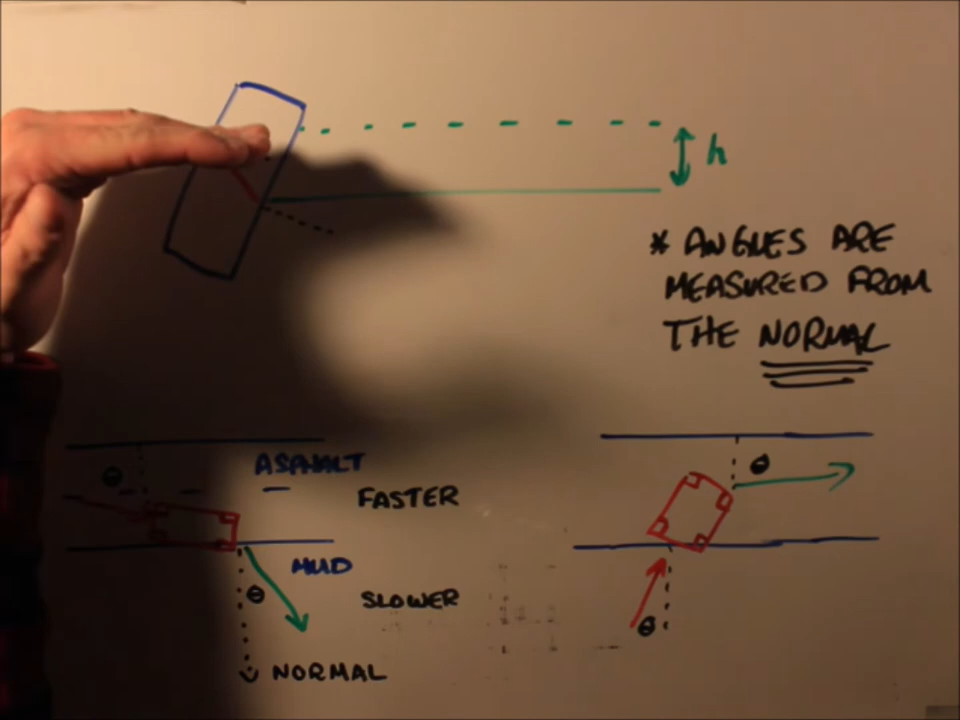 h
* ANGLES ARE
MEASURED FROM
THE NORMAL
θ
ASPHALT
FASTER
MUD
θ
SLOWER
NORMAL
θ
θ